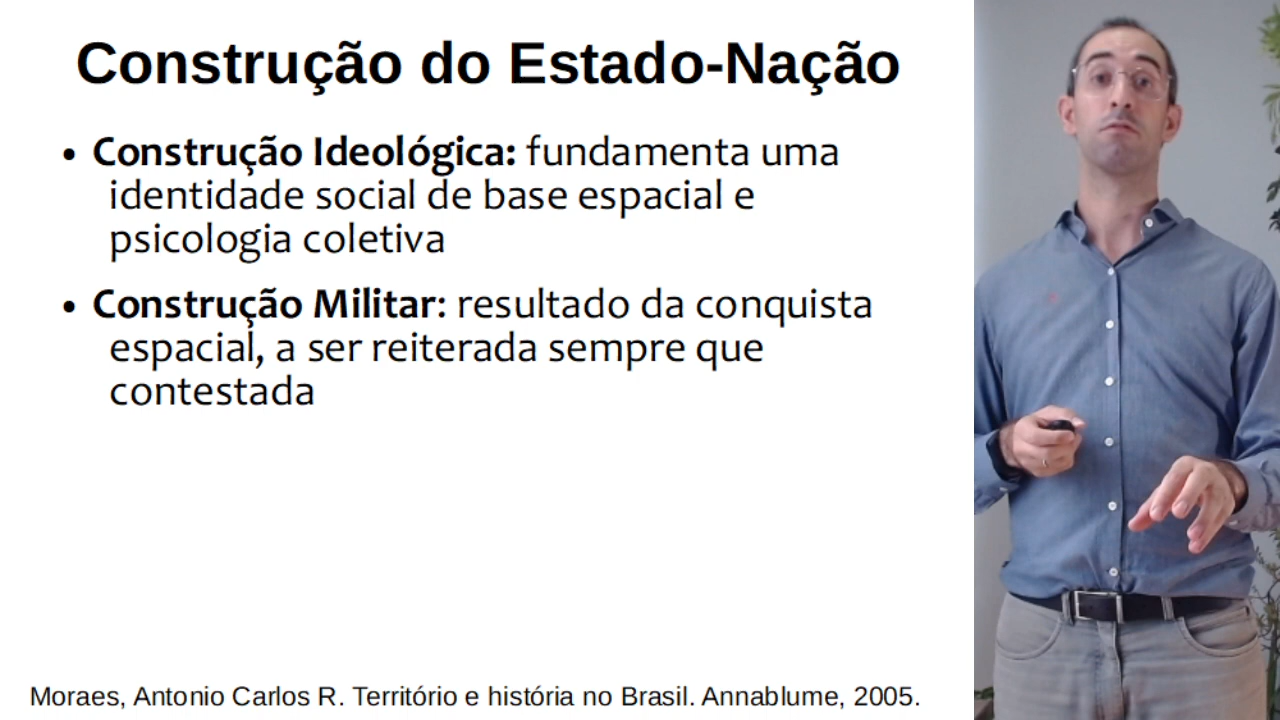 Construção do Estado-Nação
• Construção Ideológica: fundamenta uma
identidade social de base espacial e
psicologia coletiva
• Construção Militar: resultado da conquista
espacial, a ser reiterada sempre que
contestada
Moraes, Antonio Carlos R. Território e história no Brasil. Annablume, 2005.